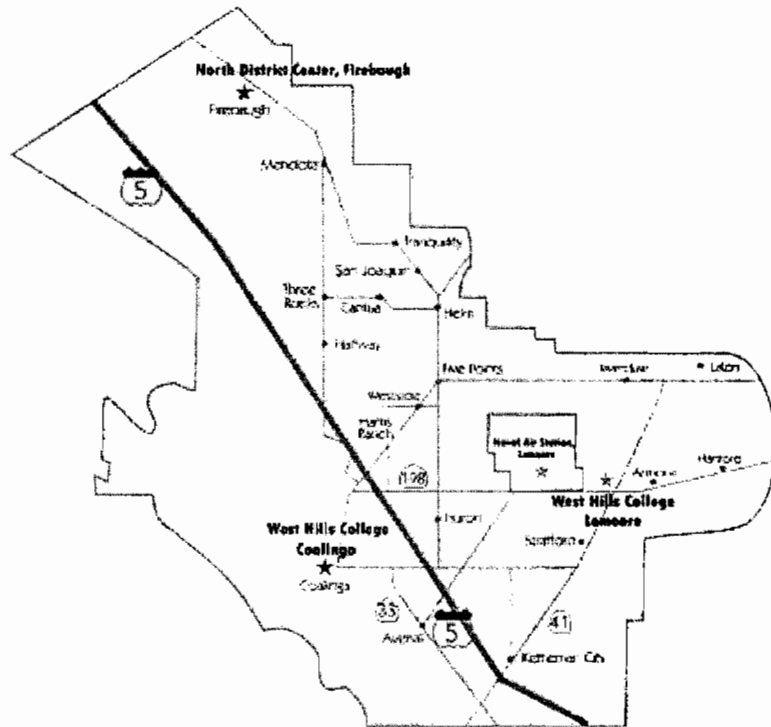 North District Center, Firebaugh
Firebaugh
5
Mendota
Tranquility
San Joaquin
Three
Rocks
Cantua
Helm
Halfway
Five Points
Laton
Westside
Harris
Ranch
Naval Air Station,
Lemoore
198
Armona
Hanford
West Hills College
Lemoore
Huron
Stratford
West Hills College
Coalinga
Coalinga
33
Avenal
5
41
Kettleman City